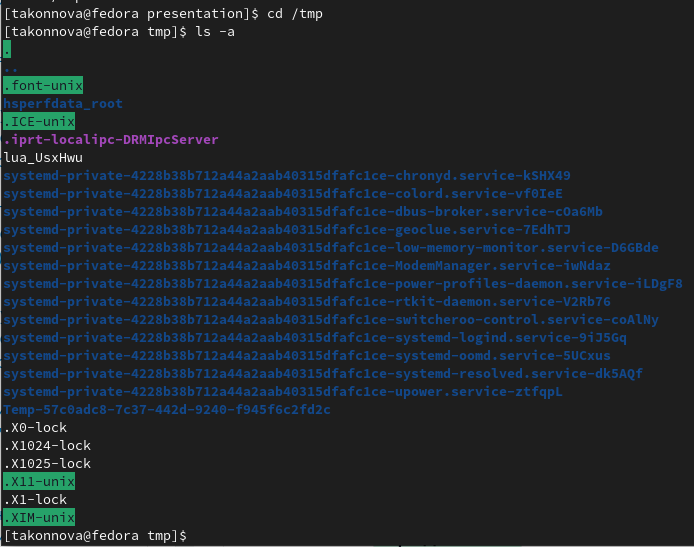 [takonnova@fedora presentation]$ cd /tmp
[takonnova@fedora tmp]$ ls -a
.
..
.font-unix
hsperfdata_root
.ICE-unix
.iprt-localipc-DRMIpcServer
lua_UsxHwu
systemd-private-4228b38b712a44a2aab40315dfafc1ce-chronyd.service-kSHX49
systemd-private-4228b38b712a44a2aab40315dfafc1ce-colord.service-vf0IeE
systemd-private-4228b38b712a44a2aab40315dfafc1ce-dbus-broker.service-cOa6Mb
systemd-private-4228b38b712a44a2aab40315dfafc1ce-geoclue.service-7EdhTJ
systemd-private-4228b38b712a44a2aab40315dfafc1ce-low-memory-monitor.service-D6GBde
systemd-private-4228b38b712a44a2aab40315dfafc1ce-ModemManager.service-iwNdaz
systemd-private-4228b38b712a44a2aab40315dfafc1ce-power-profiles-daemon.service-iLDgF8
systemd-private-4228b38b712a44a2aab40315dfafc1ce-rtkit-daemon.service-V2Rb76
systemd-private-4228b38b712a44a2aab40315dfafc1ce-switcheroo-control.service-coAlNy
systemd-private-4228b38b712a44a2aab40315dfafc1ce-systemd-logind.service-9iJ5Gq
systemd-private-4228b38b712a44a2aab40315dfafc1ce-systemd-oomd.service-5UCxus
systemd-private-4228b38b712a44a2aab40315dfafc1ce-systemd-resolved.service-dk5AQf
systemd-private-4228b38b712a44a2aab40315dfafc1ce-upower.service-ztfqpL
Temp-57c0adc8-7c37-442d-9240-f945f6c2fd2c
.X0-lock
.X1024-lock
.X1025-lock
.X11-unix
.X1-lock
.XIM-unix
[takonnova@fedora tmp]$